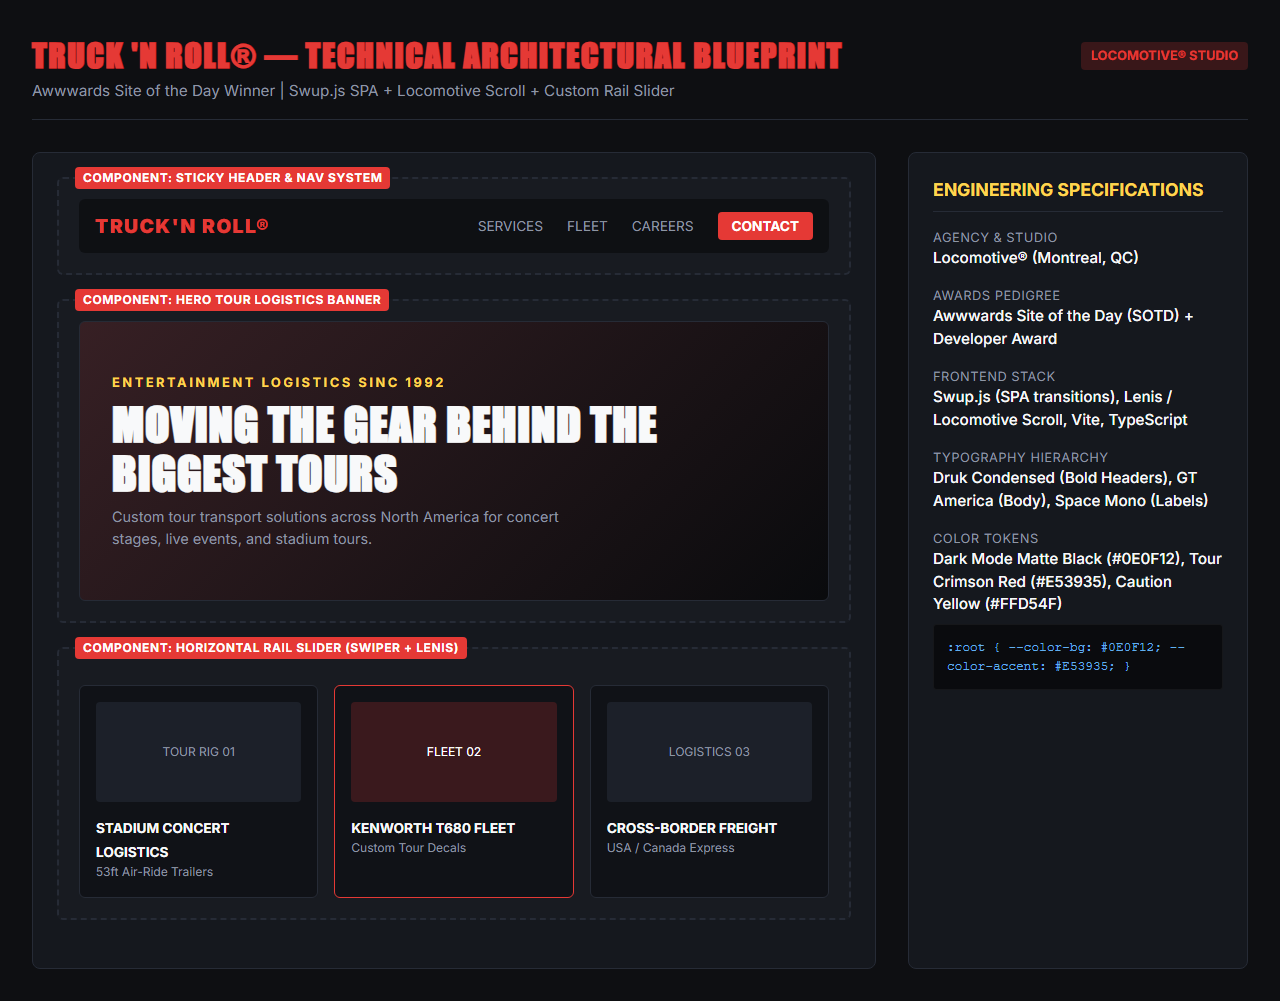 TRUCK 'N ROLL® — TECHNICAL ARCHITECTURAL BLUEPRINT
LOCOMOTIVE® STUDIO
Awwwards Site of the Day Winner | Swup.js SPA + Locomotive Scroll + Custom Rail Slider
COMPONENT: STICKY HEADER & NAV SYSTEM
TRUCK'N ROLL®
SERVICES
FLEET
CAREERS
CONTACT
COMPONENT: HERO TOUR LOGISTICS BANNER
ENTERTAINMENT LOGISTICS SINC 1992
MOVING THE GEAR BEHIND THE
BIGGEST TOURS
Custom tour transport solutions across North America for concert
stages, live events, and stadium tours.
COMPONENT: HORIZONTAL RAIL SLIDER (SWIPER + LENIS)
TOUR RIG 01
STADIUM CONCERT
LOGISTICS
53ft Air-Ride Trailers
FLEET 02
KENWORTH T680 FLEET
Custom Tour Decals
LOGISTICS 03
CROSS-BORDER FREIGHT
USA / Canada Express
ENGINEERING SPECIFICATIONS
AGENCY & STUDIO
Locomotive® (Montreal, QC)
AWARDS PEDIGREE
Awwwards Site of the Day (SOTD) +
Developer Award
FRONTEND STACK
Swup.js (SPA transitions), Lenis /
Locomotive Scroll, Vite, TypeScript
TYPOGRAPHY HIERARCHY
Druk Condensed (Bold Headers), GT
America (Body), Space Mono (Labels)
COLOR TOKENS
Dark Mode Matte Black (#0E0F12), Tour
Crimson Red (#E53935), Caution
Yellow (#FFD54F)
:root { --color-bg: #0E0F12; --
color-accent: #E53935; }